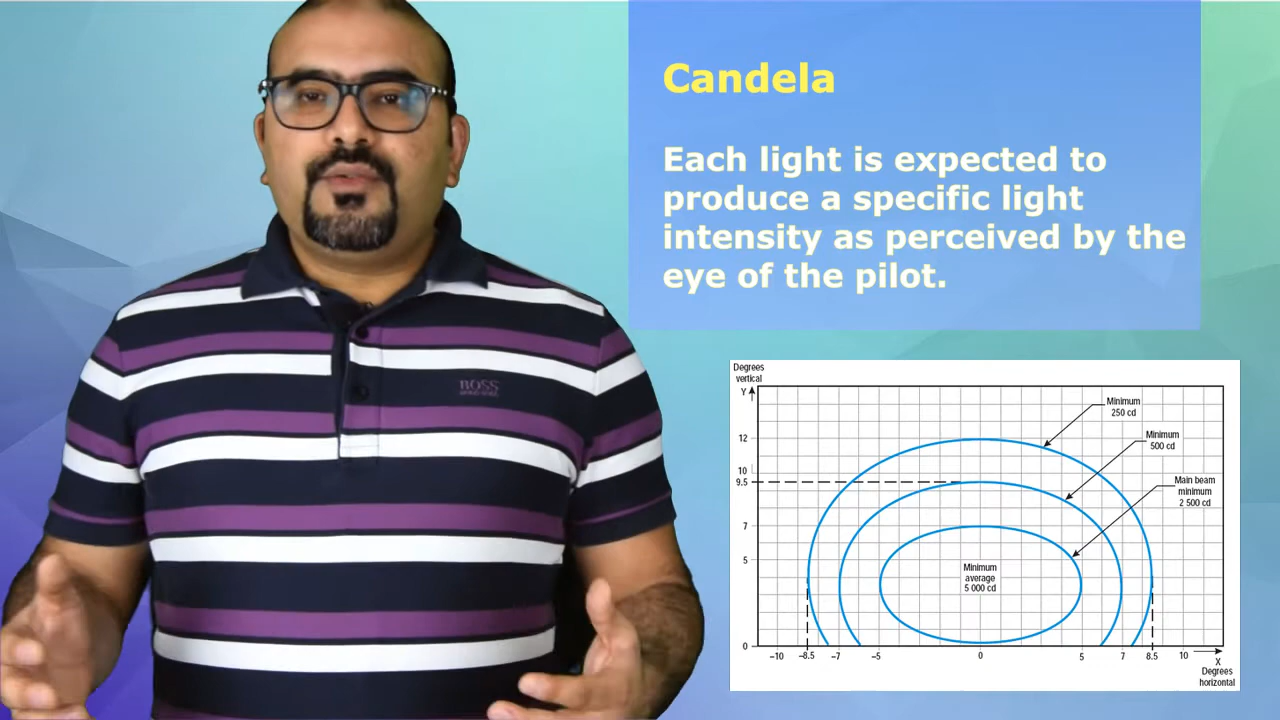 Candela
Each light is expected to
produce a specific light
intensity as perceived by the
eye of the pilot.
BOSS
Degrees
vertical
Y
12
10
9.5
7
5
0
Minimum
250 cd
Minimum
500 cd
Main beam
minimum
2 500 cd
Minimum
average
5 000 cd
−10
−8.5
−7
−5
0
5
7
8.5
10
X
Degrees
horizontal